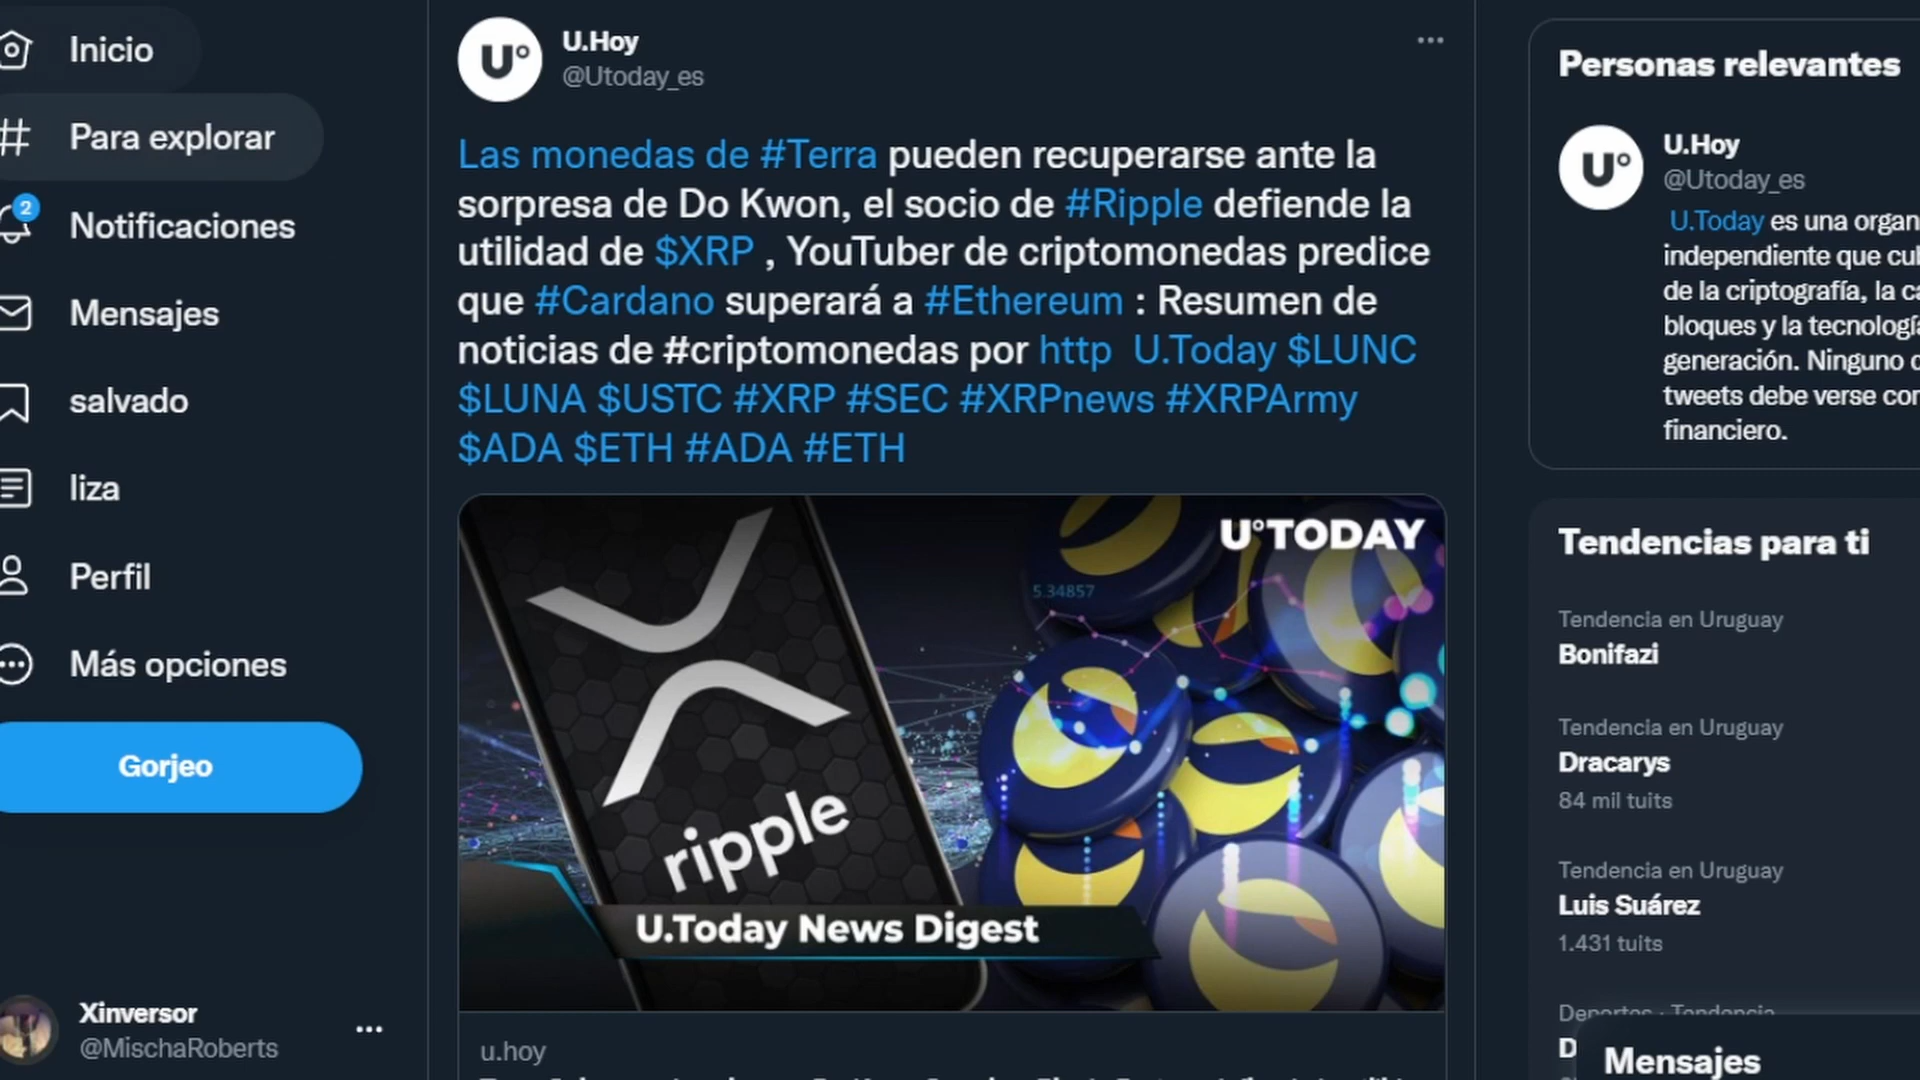 Inicio
Para explorar
2
Notificaciones
Mensajes
salvado
liza
Perfil
Más opciones
Gorjeo
Xinversor
@MischaRoberts
U.Hoy
@Utoday_es
Las monedas de #Terra pueden recuperarse ante la
sorpresa de Do Kwon, el socio de #Ripple defiende la
utilidad de $XRP , YouTuber de criptomonedas predice
que #Cardano superará a #Ethereum : Resumen de
noticias de #criptomonedas por http U.Today $LUNC
$LUNA $USTC #XRP #SEC #XRPnews #XRPArmy
$ADA $ETH #ADA #ETH
U°TODAY
5.34857
ripple
U.Today News Digest
u.hoy
Personas relevantes
U°
U.Hoy
@Utoday_es
U.Today es una organ
independiente que cu
de la criptografía, la c
bloques y la tecnología
generación. Ninguno
tweets debe verse con
financiero.
Tendencias para ti
Tendencia en Uruguay
Bonifazi
Tendencia en Uruguay
Dracarys
84 mil tuits
Tendencia en Uruguay
Luis Suárez
1.431 tuits
Deportes · Tendencia
Mensajes